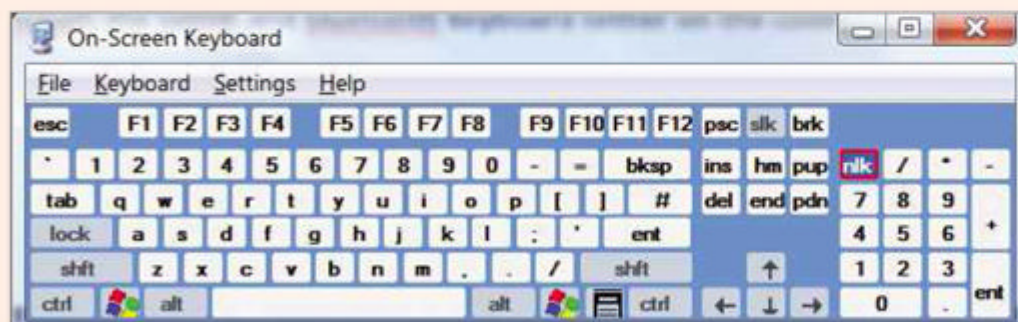 On-Screen Keyboard
File Keyboard Settings Help
esc F1 F2 F3 F4 F5 F6 F7 F8 F9 F10 F11 F12 psc slk brk
` 1 2 3 4 5 6 7 8 9 0 - = bksp ins hm pup nlk / * -
tab q w e r t y u i o p [ ] # del end pdn 7 8 9 +
lock a s d f g h j k l ; ' ent 4 5 6
shft z x c v b n m , . / shft ↑ 1 2 3 ent
ctrl alt alt ctrl ← ↓ → 0 .